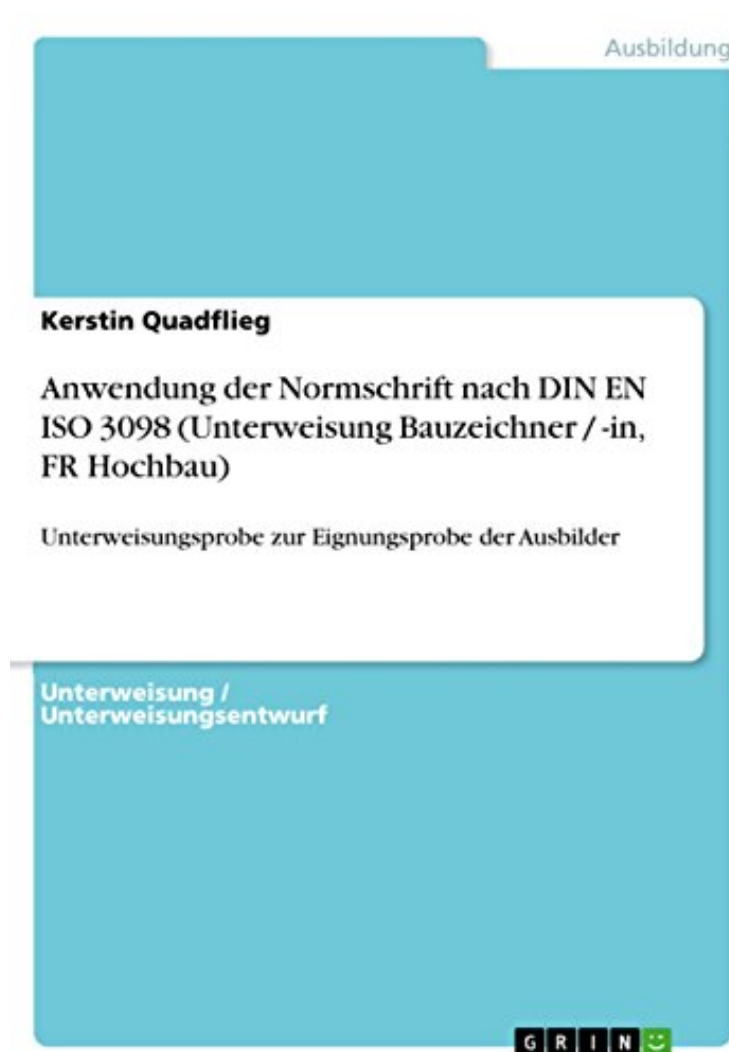 Ausbildung
Kerstin Quadflieg
Anwendung der Normschrift nach DIN EN
ISO 3098 (Unterweisung Bauzeichner / -in,
FR Hochbau)
Unterweisungsprobe zur Eignungsprobe der Ausbilder
Unterweisung /
Unterweisungsentwurf
GRIN